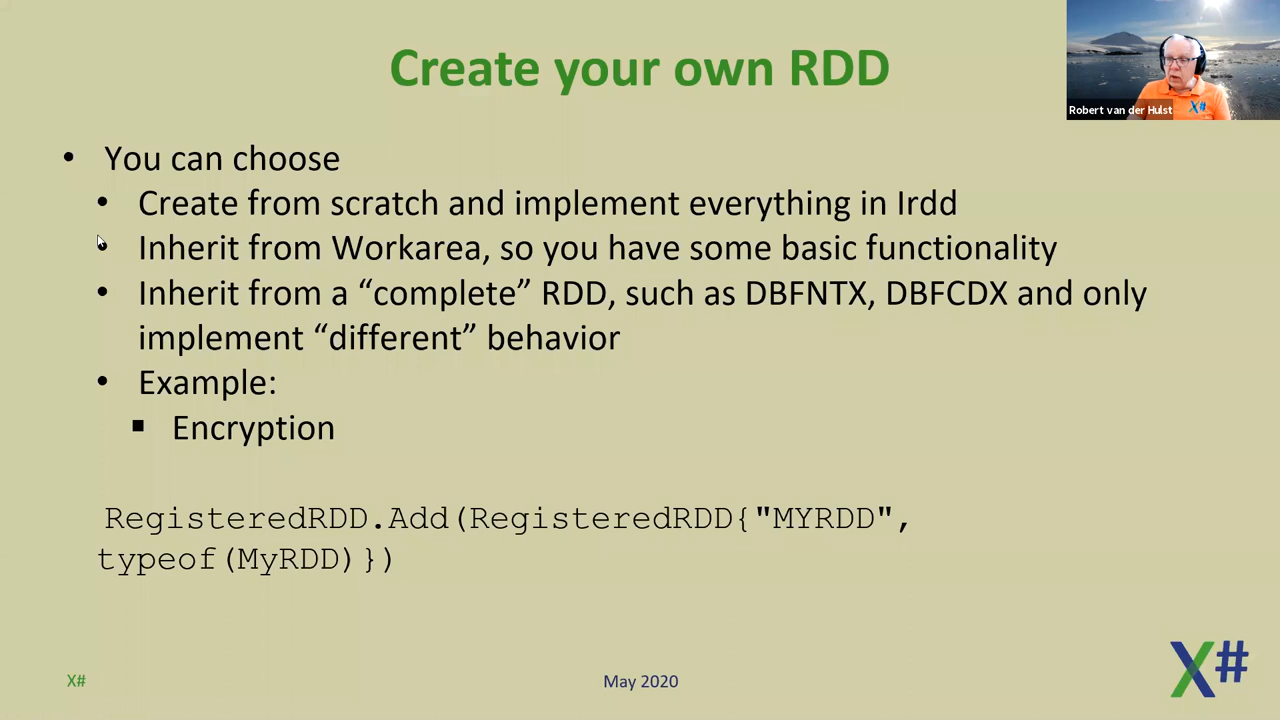 Create your own RDD
Robert van der Hulst
• You can choose
• Create from scratch and implement everything in Irdd
• Inherit from Workarea, so you have some basic functionality
• Inherit from a “complete” RDD, such as DBFNTX, DBFCDX and only
implement “different” behavior
• Example:
▪ Encryption
RegisteredRDD.Add(RegisteredRDD{"MYRDD",
typeof(MyRDD)})
X#
May 2020
X#
X#